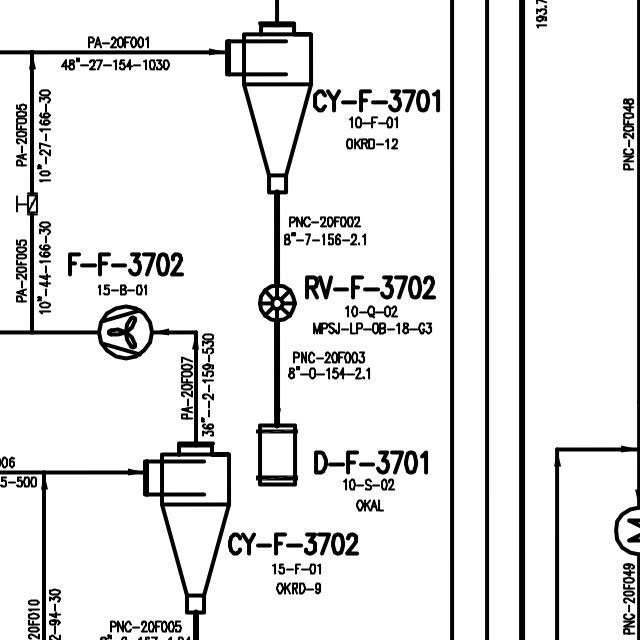 193.7
PA-20F001
48"-27-154-1030
PA-20F005
10"-27-166-30
CY-F-3701
10-F-01
OKRD-12
PNC-20F048
PNC-20F002
8"-7-156-2.1
PA-20F005
10"-44-166-30
F-F-3702
15-B-01
RV-F-3702
10-Q-02
MPSJ-LP-OB-18-G3
PNC-20F003
8"-0-154-2.1
PA-20F007
36"--2-159-530
D-F-3701
10-S-02
OKAL
006
5-500
CY-F-3702
15-F-01
OKRD-9
20F010
2-94-30
PNC-20F005
PNC-20F049